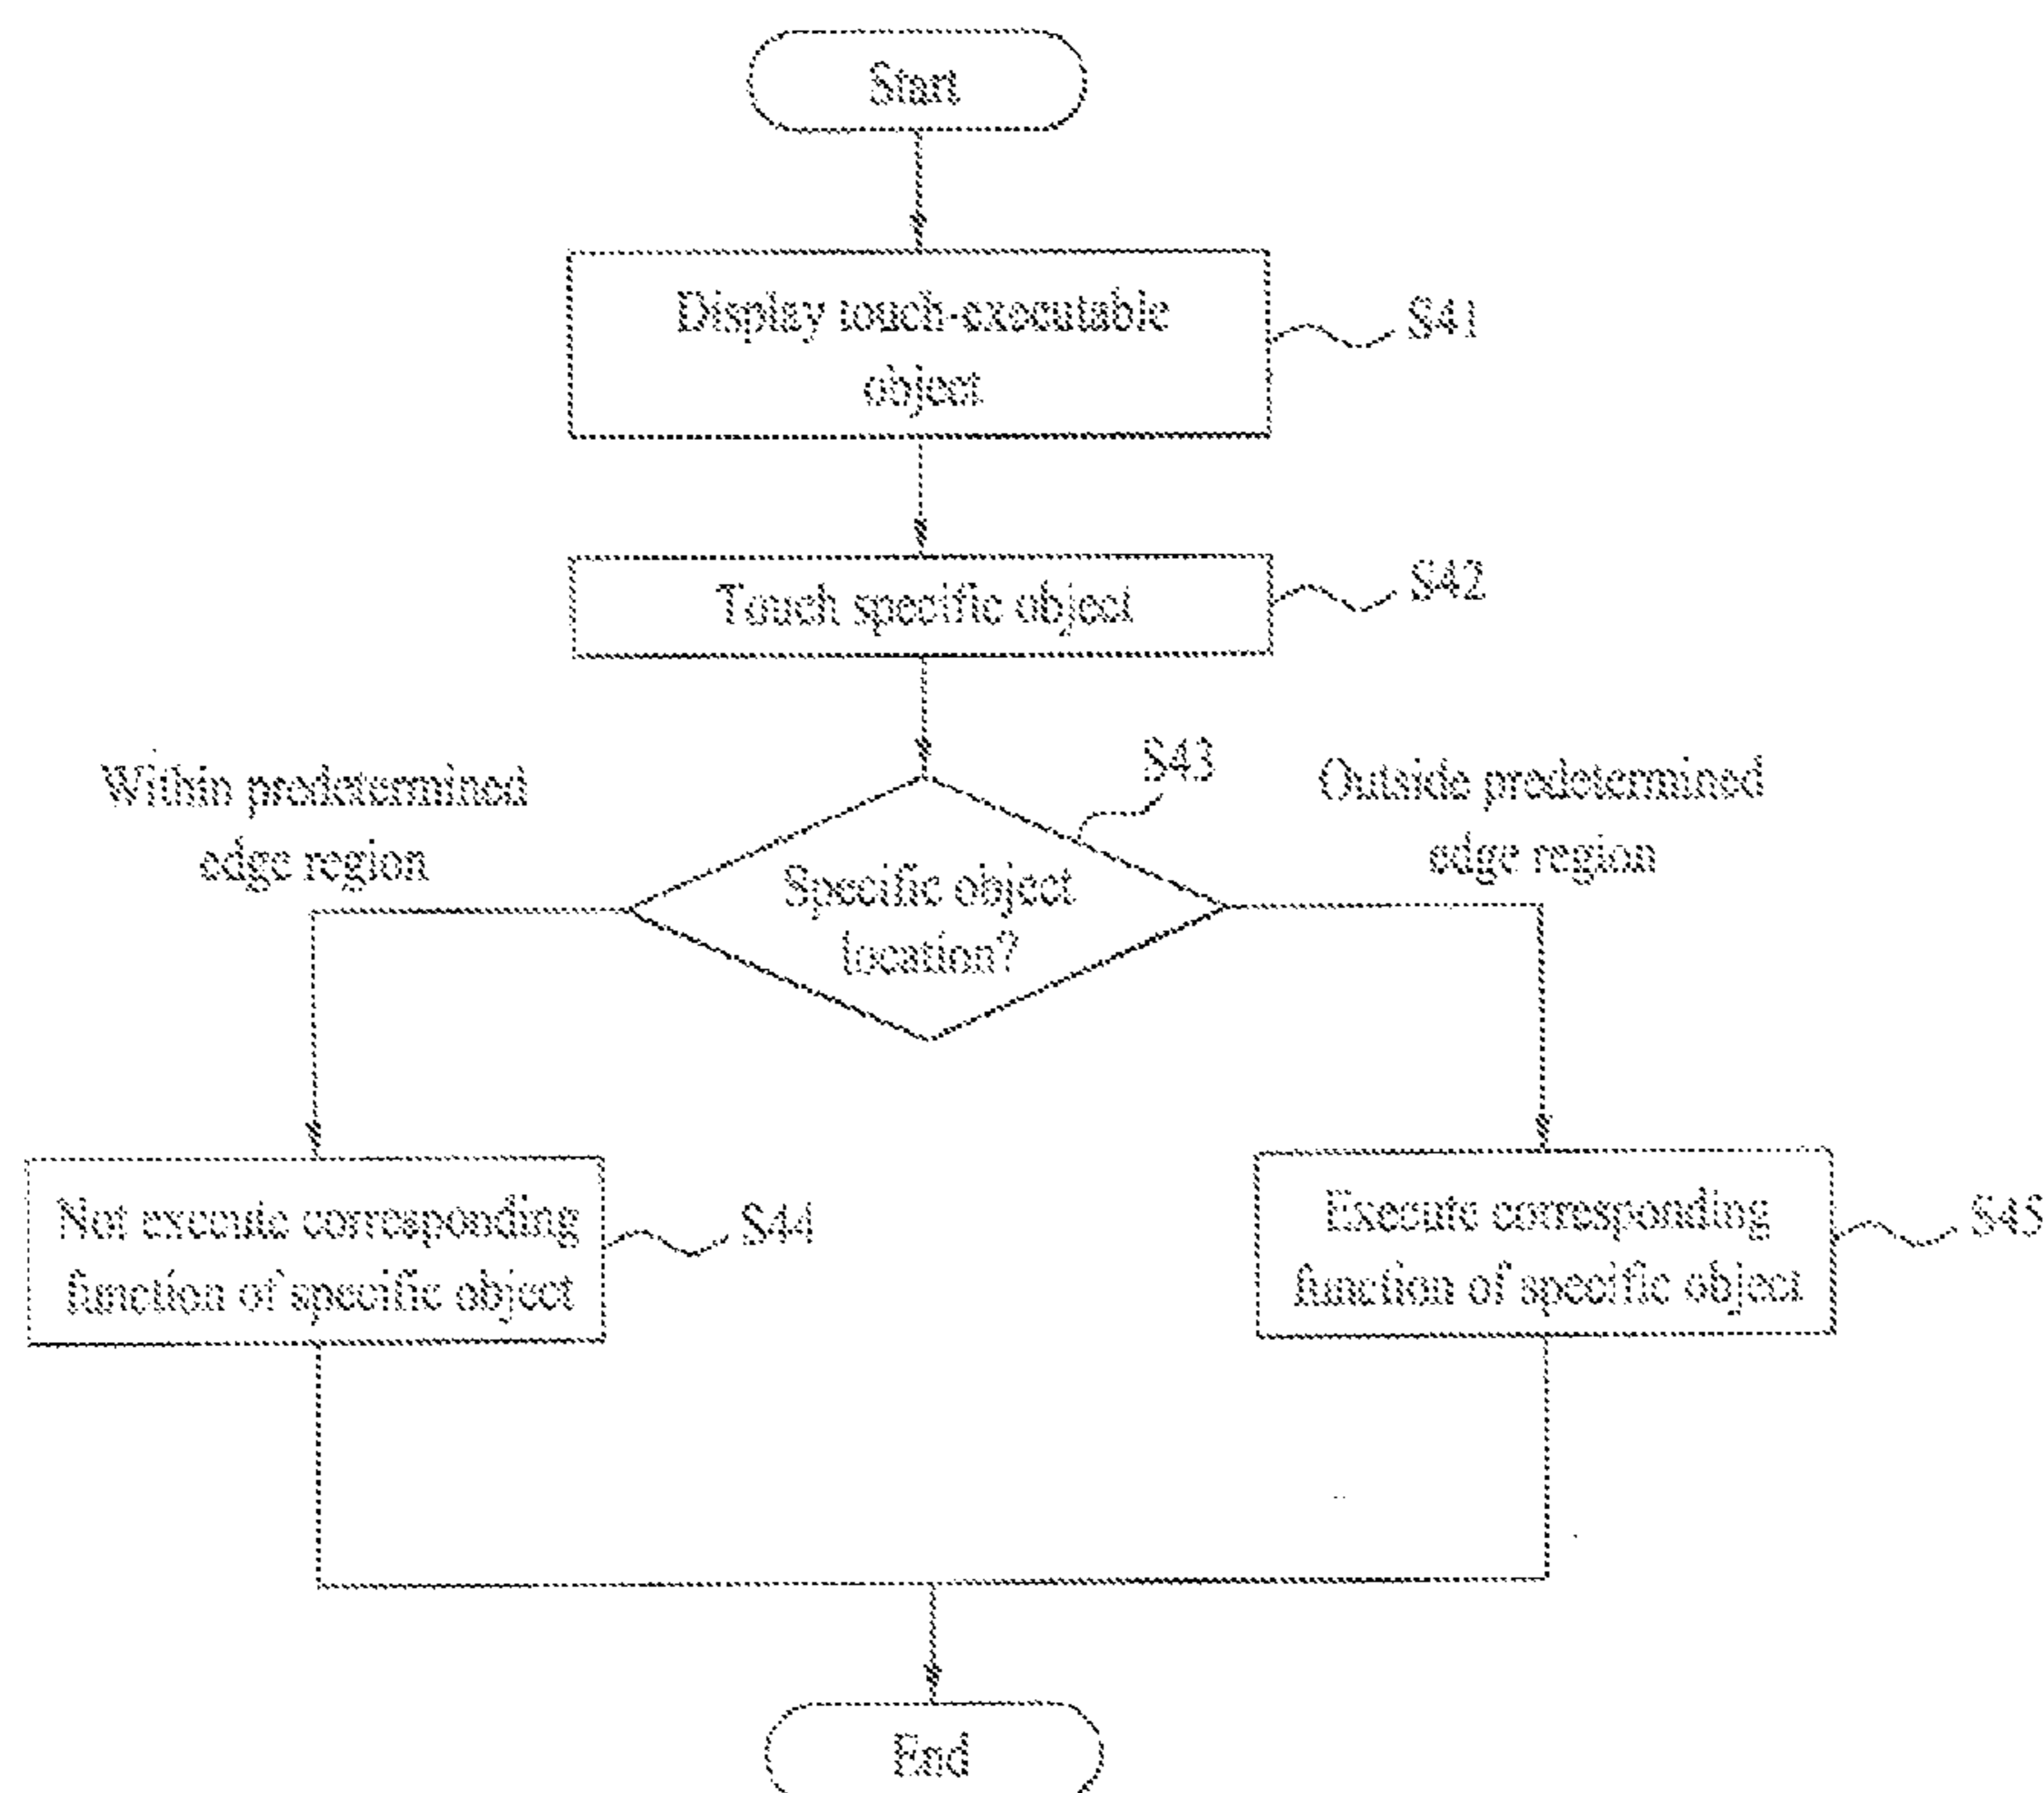 Start
Display touch-executable
object
S41
Touch specific object
S42
S43
Within predetermined
edge region
Outside predetermined
edge region
Specific object
location?
Not execute corresponding
function of specific object
S44
Execute corresponding
function of specific object
S45
End